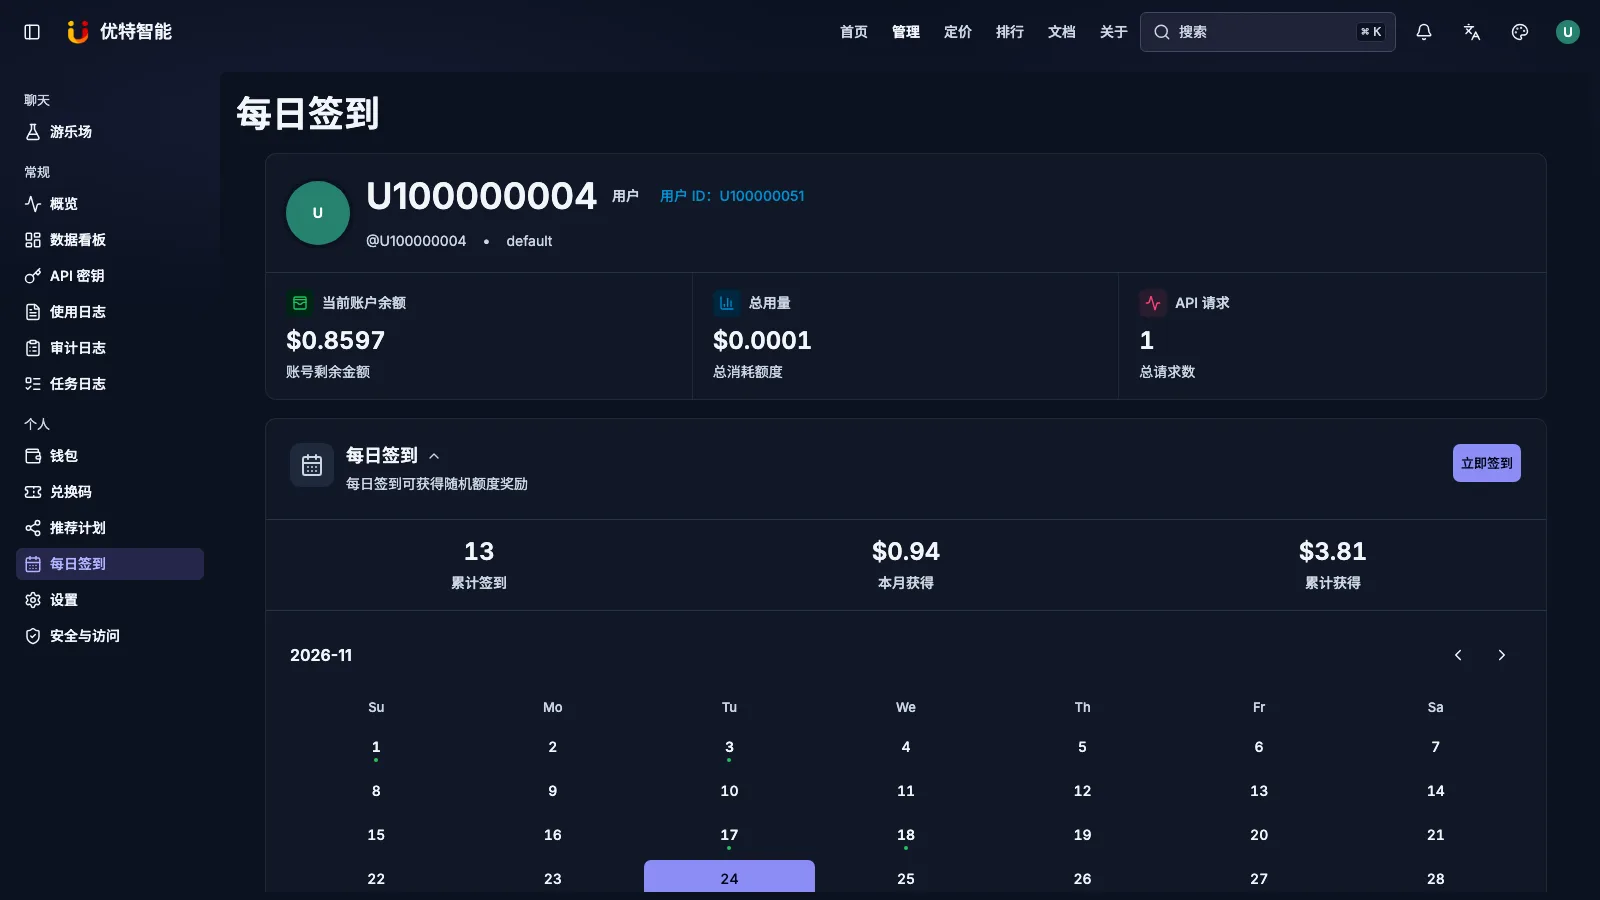 优特智能
首页 管理 定价 排行 文档 关于 搜索 ⌘ K U
聊天
游乐场
常规
概览
数据看板
API 密钥
使用日志
审计日志
任务日志
个人
钱包
兑换码
推荐计划
每日签到
设置
安全与访问
每日签到
U U100000004 用户 用户 ID: U100000051
@U100000004 • default
当前账户余额
$0.8597
账号剩余金额
总用量
$0.0001
总消耗额度
API 请求
1
总请求数
每日签到
每日签到可获得随机额度奖励
立即签到
13
累计签到
$0.94
本月获得
$3.81
累计获得
2026-11
Su Mo Tu We Th Fr Sa
1 2 3 4 5 6 7
8 9 10 11 12 13 14
15 16 17 18 19 20 21
22 23 24 25 26 27 28